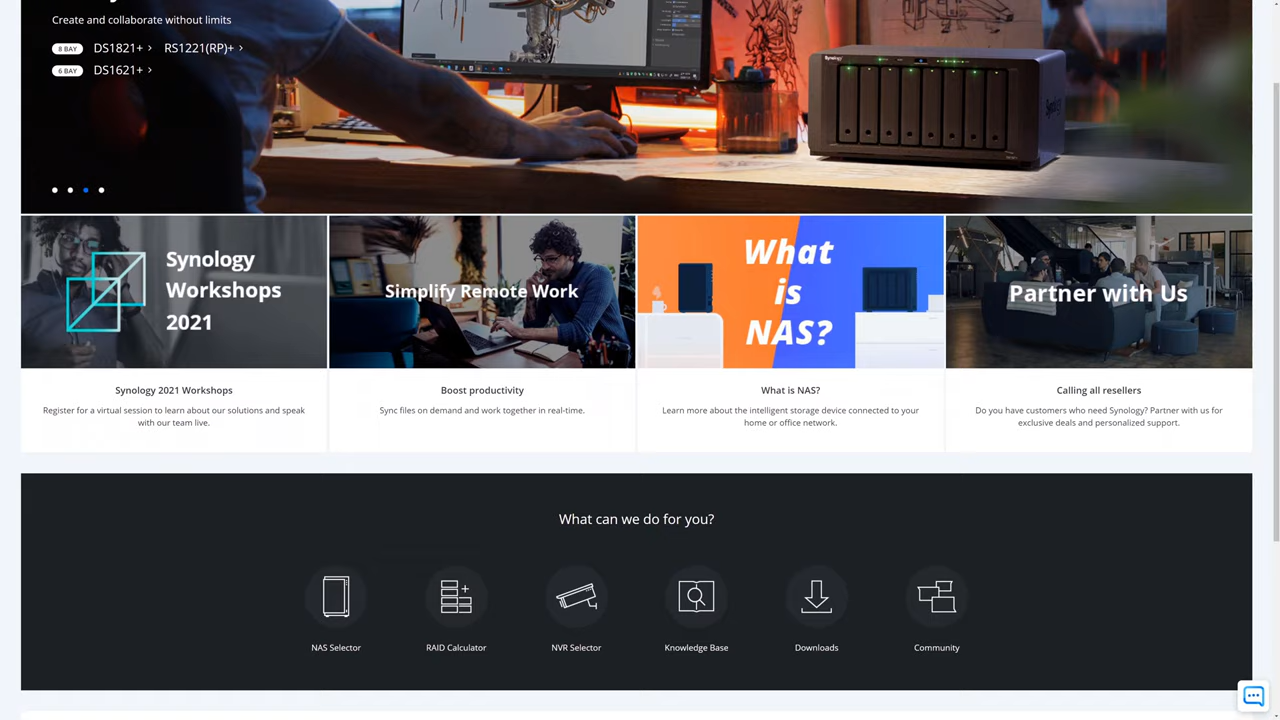 Create and collaborate without limits
8 BAY DS1821+ › RS1221(RP)+ ›
6 BAY DS1621+ ›
Synology
Synology
Workshops
2021
Simplify Remote Work
What
is
NAS?
Partner with Us
Synology 2021 Workshops
Register for a virtual session to learn about our solutions and speak
with our team live.
Boost productivity
Sync files on demand and work together in real-time.
What is NAS?
Learn more about the intelligent storage device connected to your
home or office network.
Calling all resellers
Do you have customers who need Synology? Partner with us for
exclusive deals and personalized support.
What can we do for you?
NAS Selector
RAID Calculator
NVR Selector
Knowledge Base
Downloads
Community